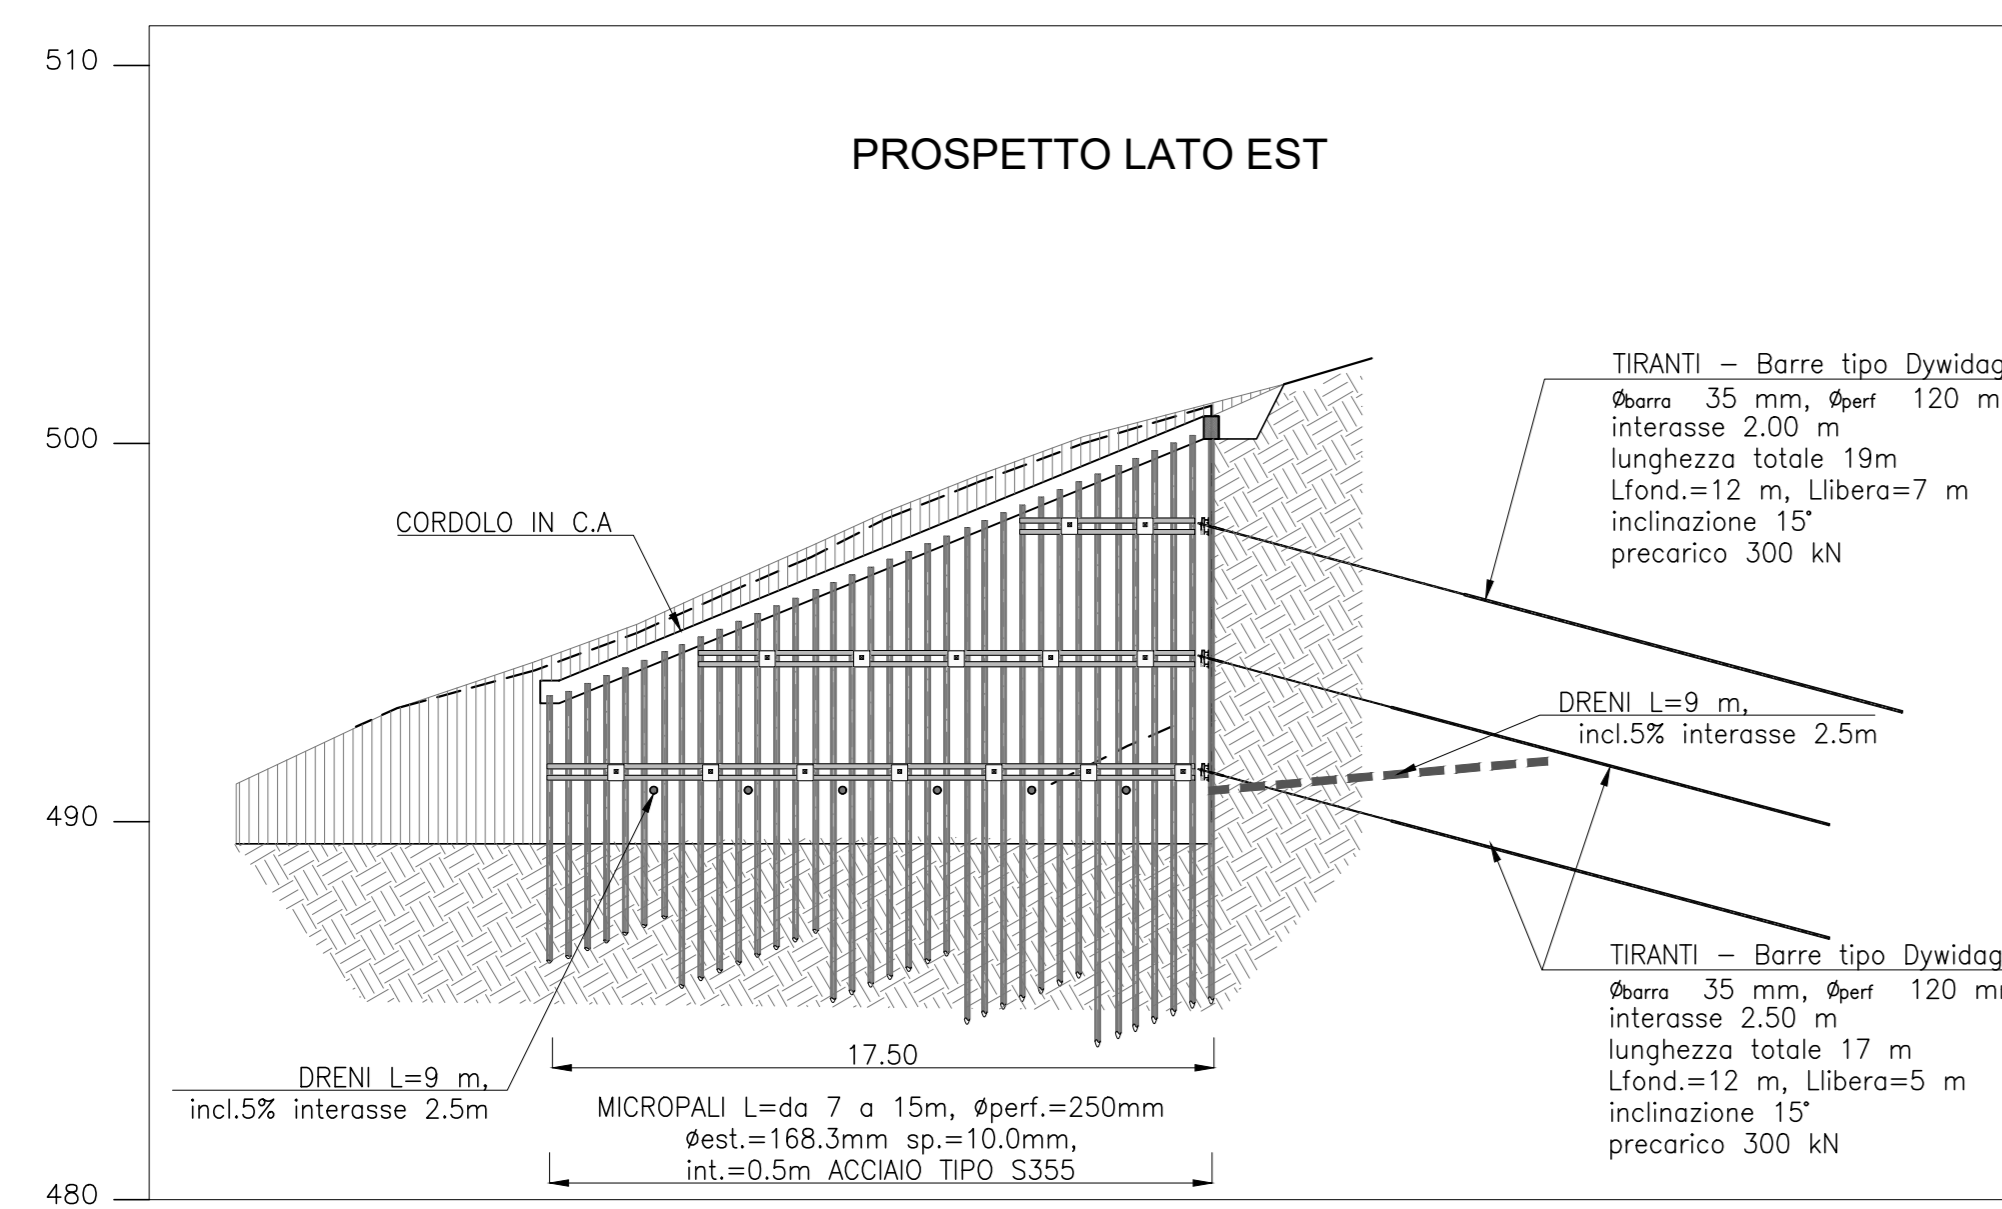 510
PROSPETTO LATO EST
TIRANTI – Barre tipo Dywidag
Øbarra 35 mm, Øperf 120 m
interasse 2.00 m
lunghezza totale 19m
Lfond.=12 m, Llibera=7 m
inclinazione 15°
precarico 300 kN
500
CORDOLO IN C.A
DRENI L=9 m,
incl.5% interasse 2.5m
490
TIRANTI – Barre tipo Dywidag
Øbarra 35 mm, Øperf 120 m
interasse 2.50 m
lunghezza totale 17 m
Lfond.=12 m, Llibera=5 m
inclinazione 15°
precarico 300 kN
17.50
DRENI L=9 m,
incl.5% interasse 2.5m
MICROPALI L=da 7 a 15m, Øperf.=250mm
Øest.=168.3mm sp.=10.0mm,
int.=0.5m ACCIAIO TIPO S355
480